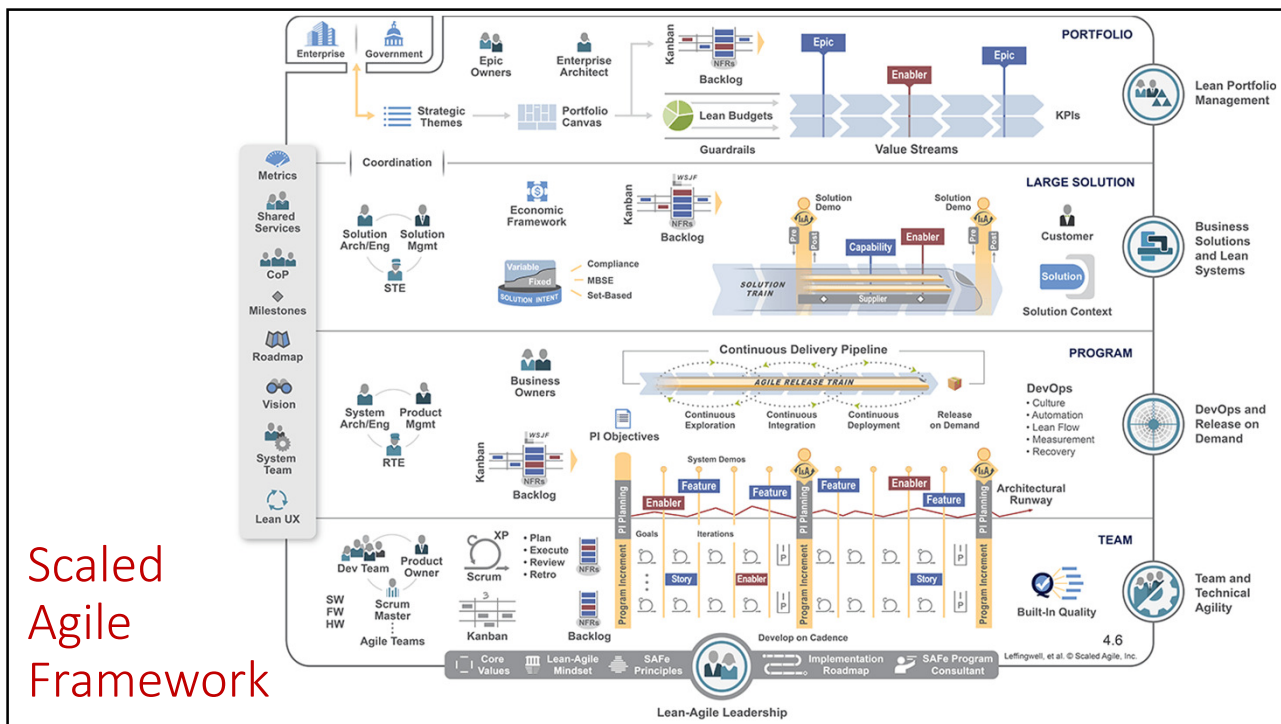 Enterprise
Government
Epic
Owners
Enterprise
Architect
Kanban
NFRs
Backlog
Epic
Enabler
Epic
PORTFOLIO
Lean Portfolio
Management
Strategic
Themes
Portfolio
Canvas
Lean Budgets
Guardrails
Value Streams
KPIs
Coordination
Metrics
Shared
Services
CoP
Milestones
Roadmap
Vision
System
Team
Lean UX
LARGE SOLUTION
Solution
Arch/Eng
Solution
Mgmt
STE
Economic
Framework
Variable
Fixed
SOLUTION INTENT
Compliance
MBSE
Set-Based
Kanban
WSJF
NFRs
Backlog
Solution
Demo
I&A
Pre
Post
Capability
Enabler
Solution
Demo
I&A
Pre
Post
SOLUTION
TRAIN
Supplier
Customer
Solution
Solution Context
Business
Solutions
and Lean
Systems
PROGRAM
System
Arch/Eng
Product
Mgmt
RTE
Business
Owners
Kanban
WSJF
NFRs
Backlog
Continuous Delivery Pipeline
AGILE RELEASE TRAIN
Continuous
Exploration
Continuous
Integration
Continuous
Deployment
Release
on Demand
DevOps
• Culture
• Automation
• Lean Flow
• Measurement
• Recovery
DevOps and
Release on
Demand
PI Objectives
System Demos
PI Planning
Enabler
Feature
Feature
I&A
PI Planning
Feature
Enabler
Feature
I&A
PI Planning
Architectural
Runway
TEAM
Dev Team
Product
Owner
Scrum
Master
Agile Teams
SW
FW
HW
XP
Scrum
• Plan
• Execute
• Review
• Retro
3
Kanban
NFRs
NFRs
Backlog
Program Increment
Goals
Iterations
Story
Enabler
I
P
I
P
Program Increment
Story
I
P
I
P
Program Increment
Develop on Cadence
Built-In Quality
Team and
Technical
Agility
4.6
Leffingwell, et al. © Scaled Agile, Inc.
Core
Values
Lean-Agile
Mindset
SAFe
Principles
Implementation
Roadmap
SAFe Program
Consultant
Lean-Agile Leadership
Scaled
Agile
Framework